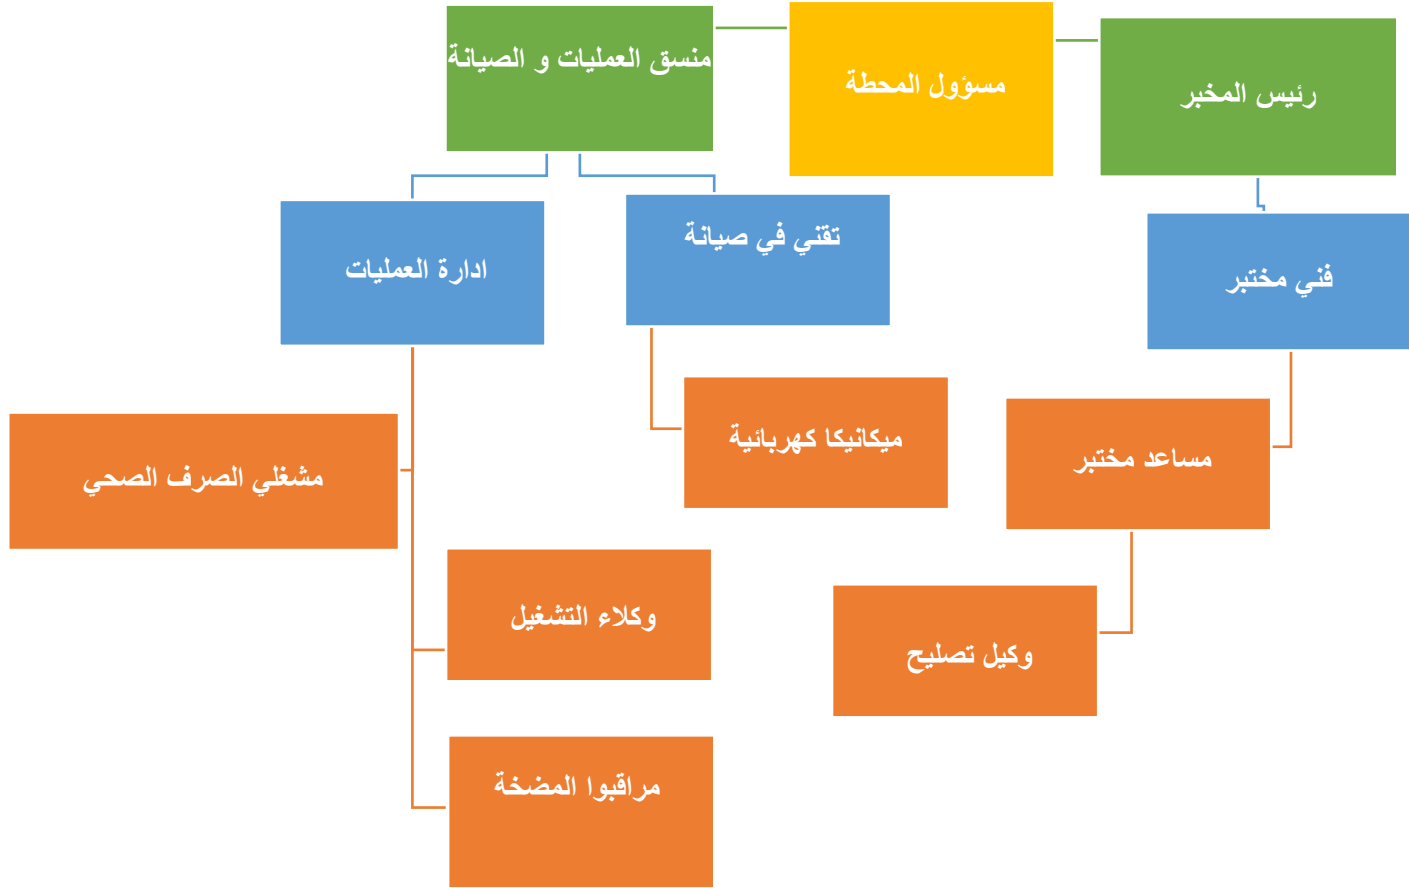 رئيس المخبر
مسؤول المحطة
منسق العمليات و الصيانة
فني مختبر
تقني في صيانة
ادارة العمليات
مساعد مختبر
ميكانيكا كهربائية
مشغلي الصرف الصحي
وكيل تصليح
وكلاء التشغيل
مراقبوا المضخة